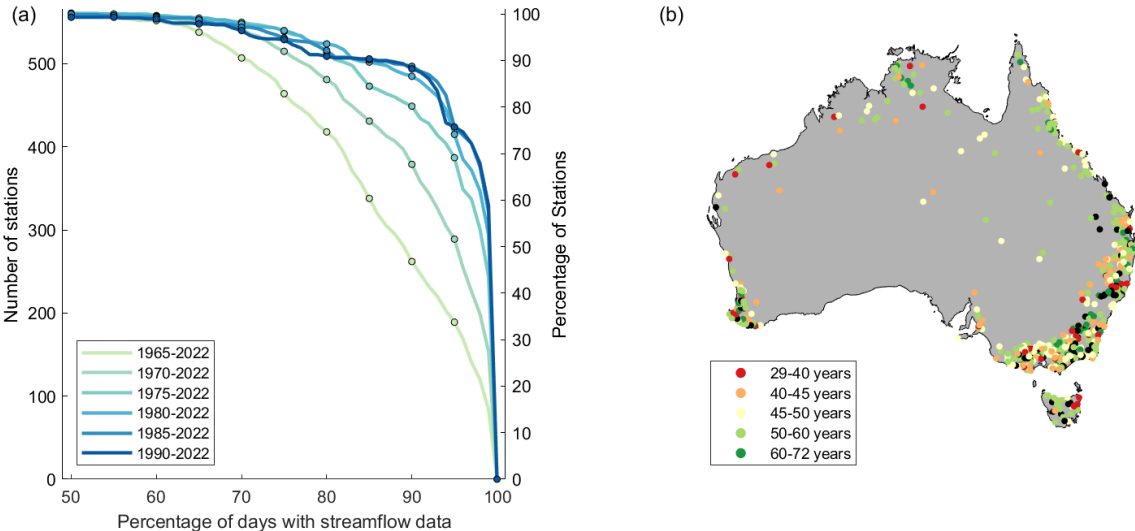 (a)
Number of stations
500
400
300
200
100
0
50
60
70
80
90
100
Percentage of days with streamflow data
100
90
80
70
60
50
40
30
20
10
0
Percentage of Stations
1965-2022
1970-2022
1975-2022
1980-2022
1985-2022
1990-2022
(b)
29-40 years
40-45 years
45-50 years
50-60 years
60-72 years